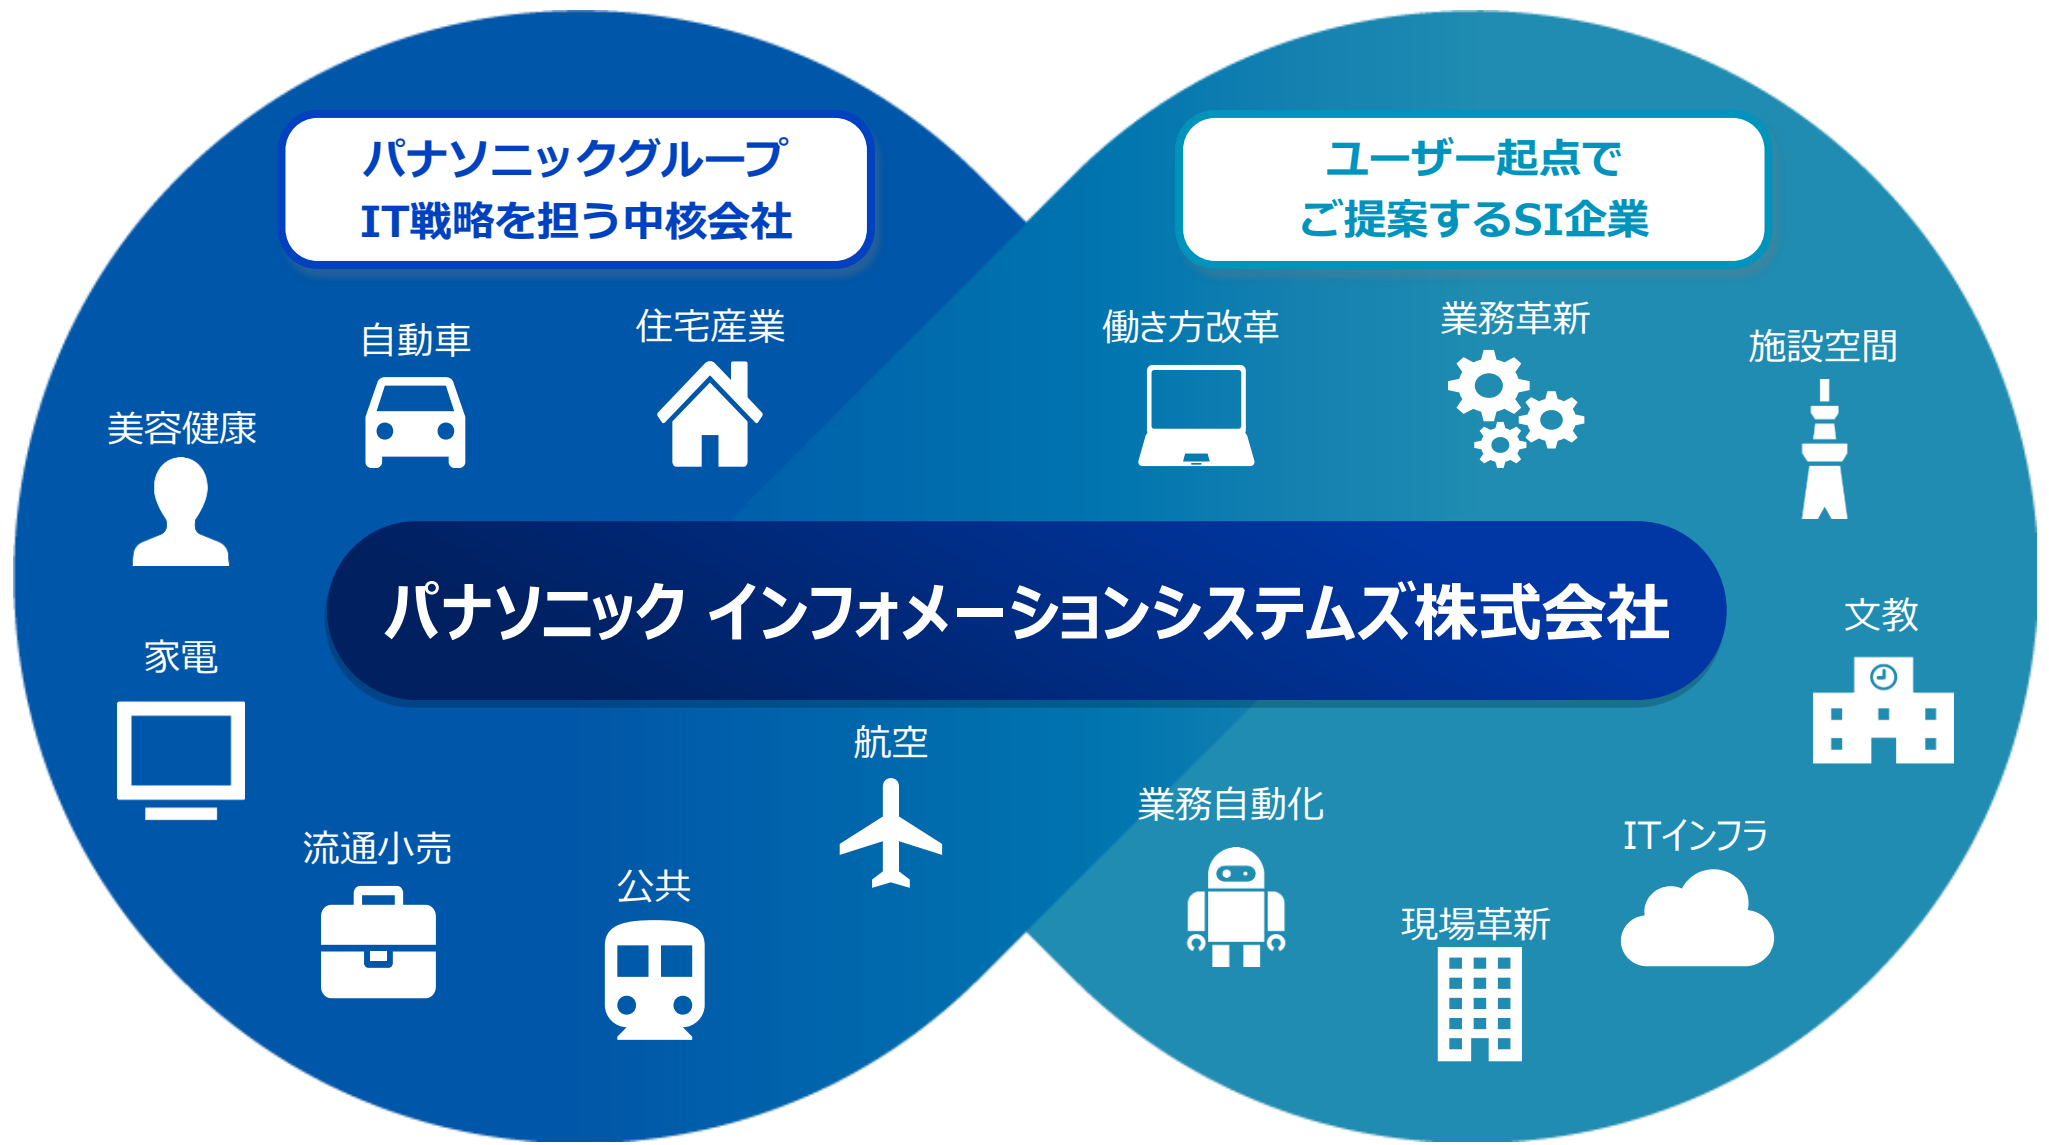 パナソニックグループ
IT戦略を担う中核会社
ユーザー起点で
ご提案するSI企業
自動車
住宅産業
美容健康
働き方改革
業務革新
施設空間
パナソニック インフォメーションシステムズ株式会社
家電
流通小売
公共
航空
文教
業務自動化
現場革新
ITインフラ